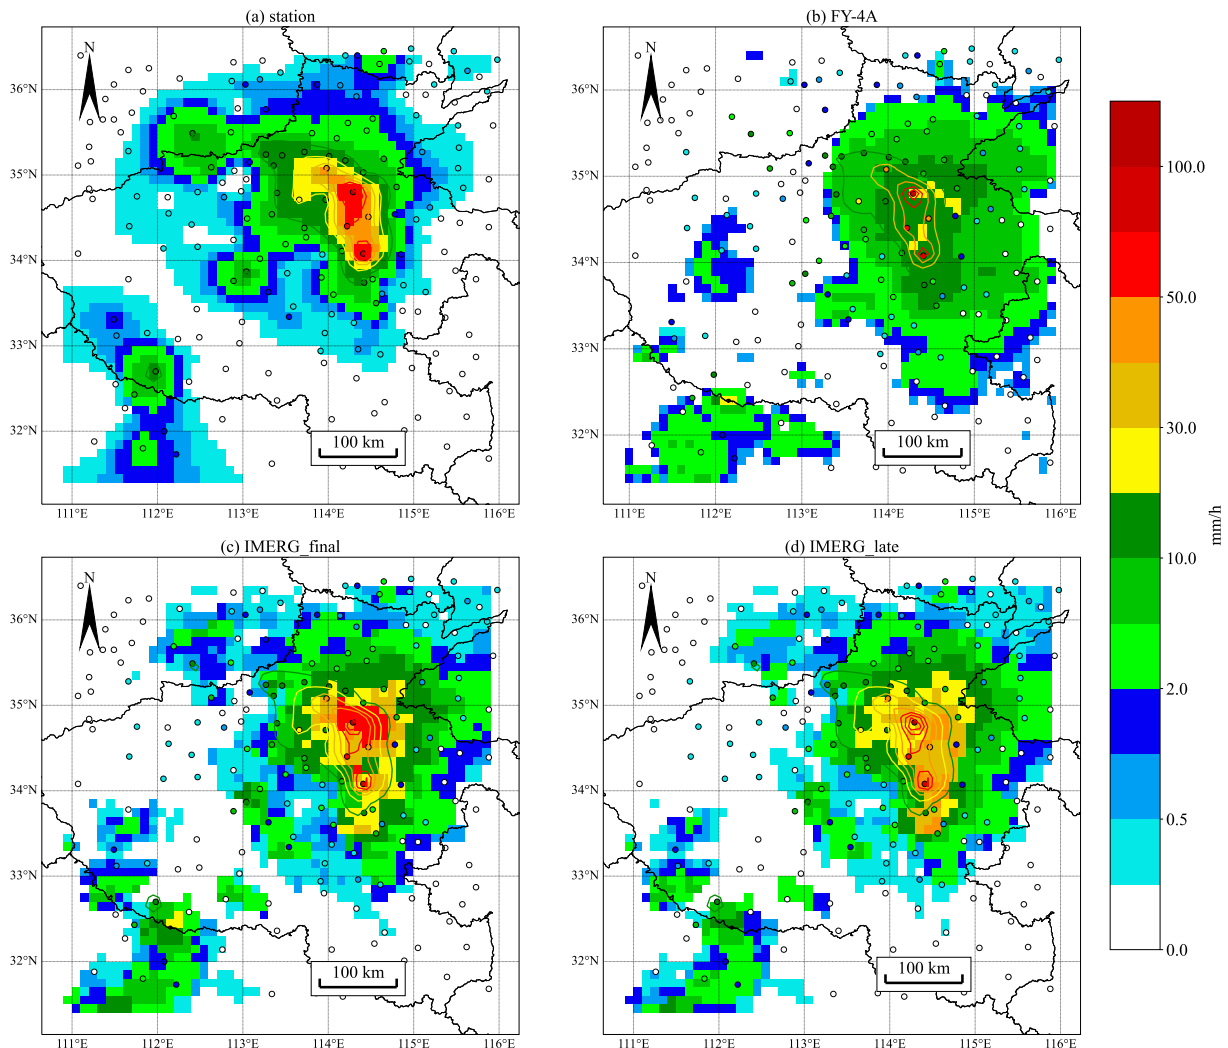 (a) station
(b) FY-4A
N
N
36°N
36°N
35°N
35°N
34°N
34°N
33°N
33°N
32°N
32°N
100 km
100 km
111°E
112°E
113°E
114°E
115°E
116°E
111°E
112°E
113°E
114°E
115°E
116°E
(c) IMERG_final
(d) IMERG_late
N
N
36°N
36°N
35°N
35°N
34°N
34°N
33°N
33°N
32°N
32°N
100 km
100 km
111°E
112°E
113°E
114°E
115°E
116°E
111°E
112°E
113°E
114°E
115°E
116°E
100.0
50.0
30.0
10.0
2.0
0.5
0.0
mm/h